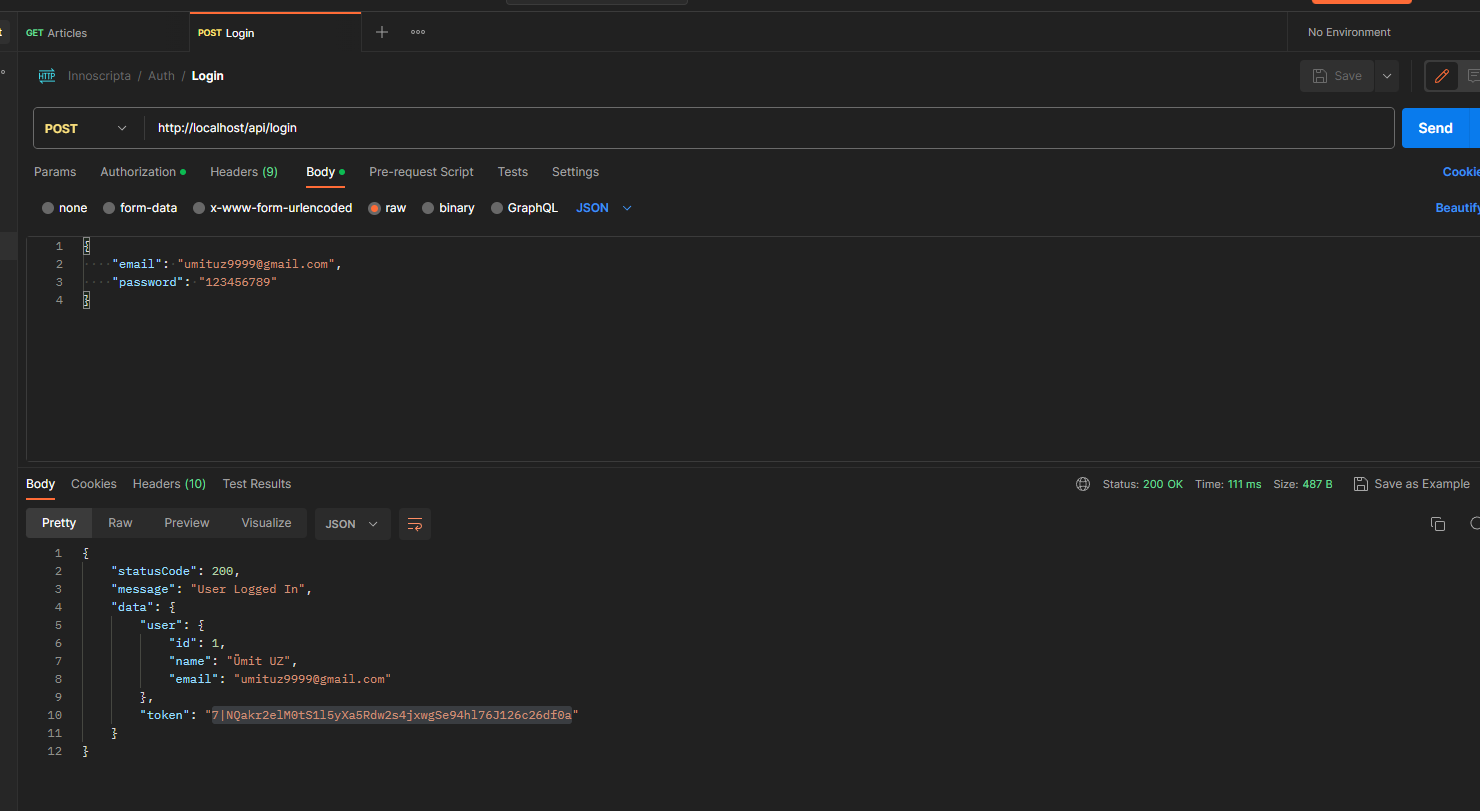 GET Articles
POST Login
No Environment
HTTP Innoscripta / Auth / Login
Save
POST http://localhost/api/login
Send
Params Authorization Headers (9) Body Pre-request Script Tests Settings
Cookie
none form-data x-www-form-urlencoded raw binary GraphQL JSON
Beautify
1 {
2 "email": "umituz9999@gmail.com",
3 "password": "123456789"
4 }
Body Cookies Headers (10) Test Results
Status: 200 OK Time: 111 ms Size: 487 B Save as Example
Pretty Raw Preview Visualize JSON
1 {
2 "statusCode": 200,
3 "message": "User Logged In",
4 "data": {
5 "user": {
6 "id": 1,
7 "name": "Ümit UZ",
8 "email": "umituz9999@gmail.com"
9 },
10 "token": "7|NQakr2elM0tS1l5yXa5Rdw2s4jxwgSe94hl76J126c26df0a"
11 }
12 }